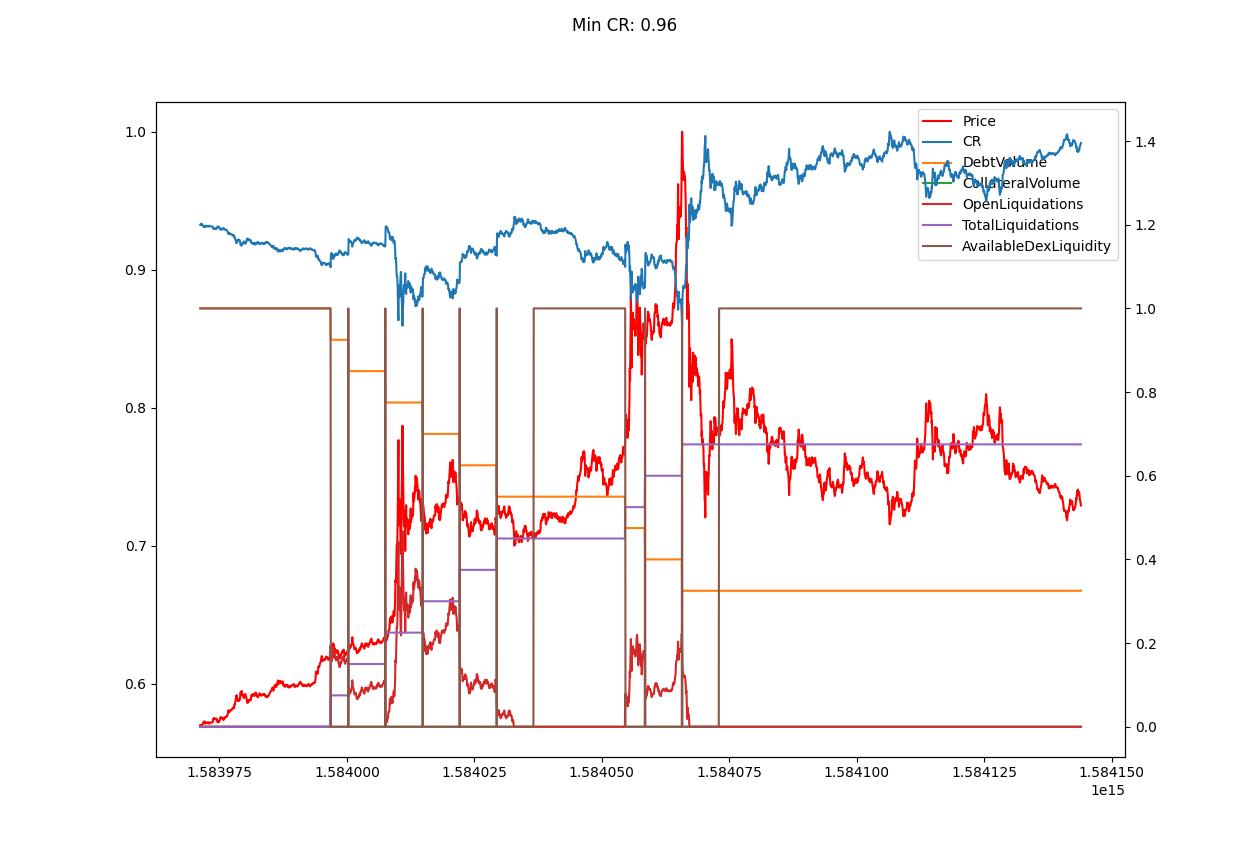 Min CR: 0.96
1.0
0.9
0.8
0.7
0.6
Price
CR
DebtVolume
CollateralVolume
OpenLiquidations
TotalLiquidations
AvailableDexLiquidity
1.4
1.2
1.0
0.8
0.6
0.4
0.2
0.0
1.583975
1.584000
1.584025
1.584050
1.584075
1.584100
1.584125
1.584150
1e15